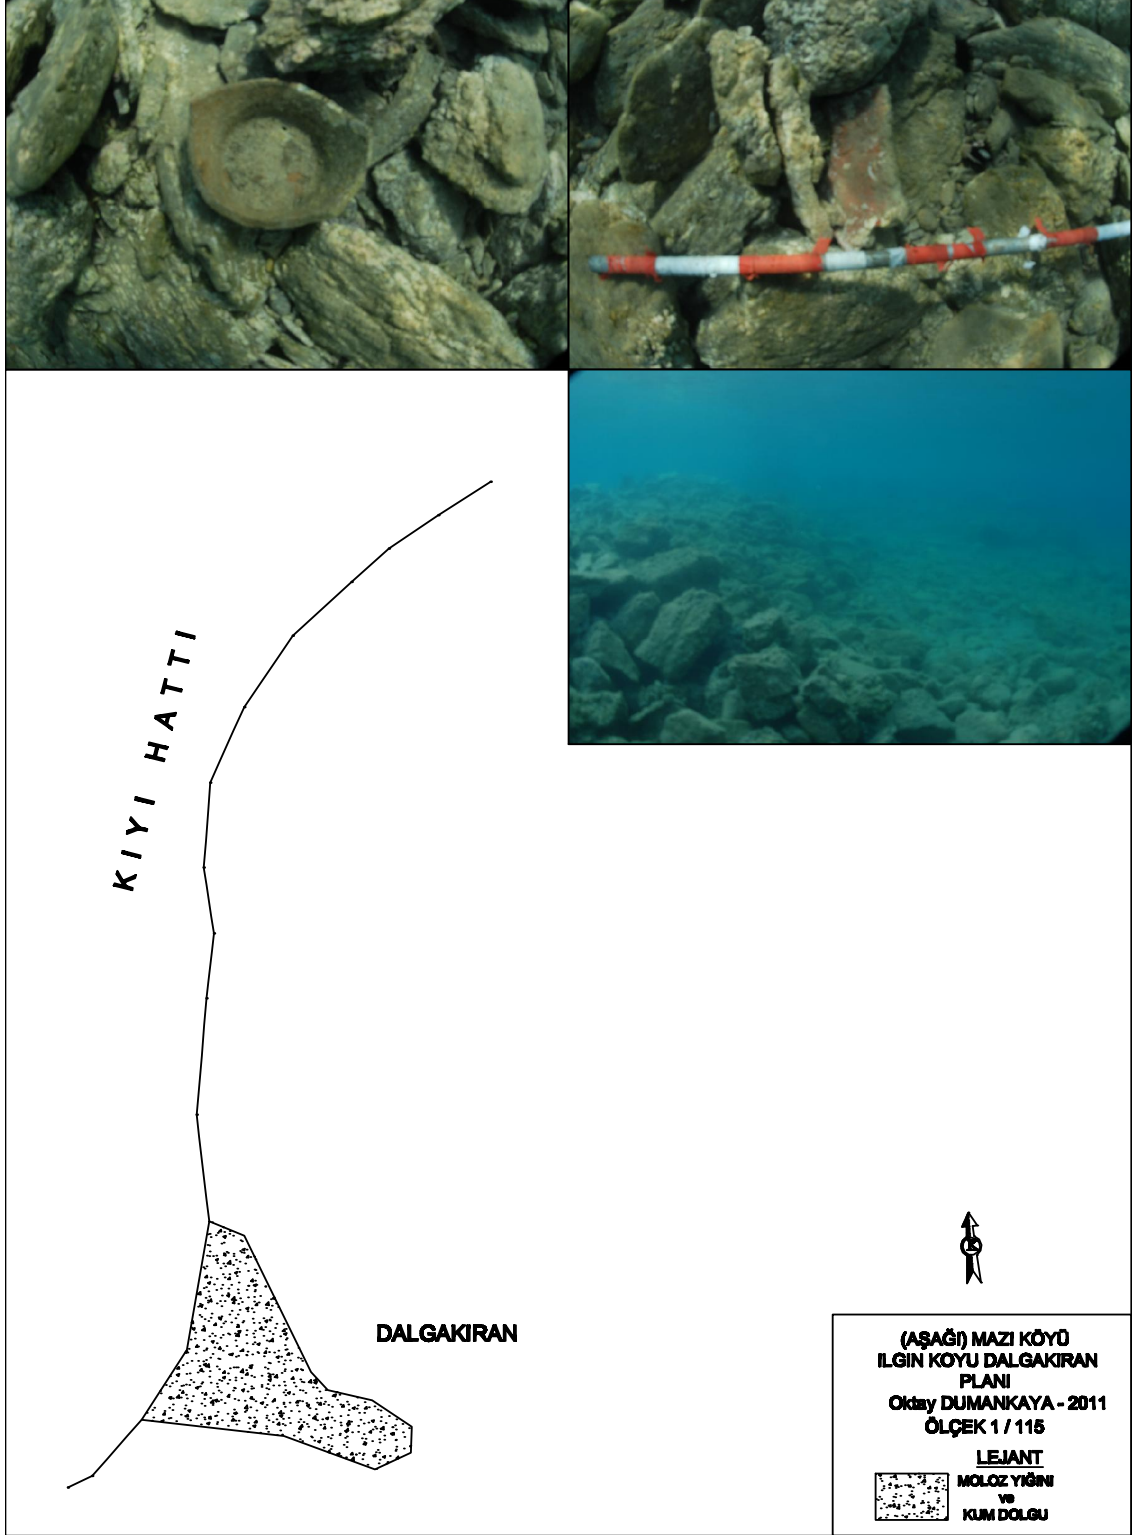 KIYI HATTI
DALGAKIRAN
K
(AŞAĞI) MAZI KÖYÜ
ILGIN KOYU DALGAKIRAN
PLANI
Oktay DUMANKAYA - 2011
ÖLÇEK 1 / 115
LEJANT
MOLOZ YIĞINI
ve
KUM DOLGU